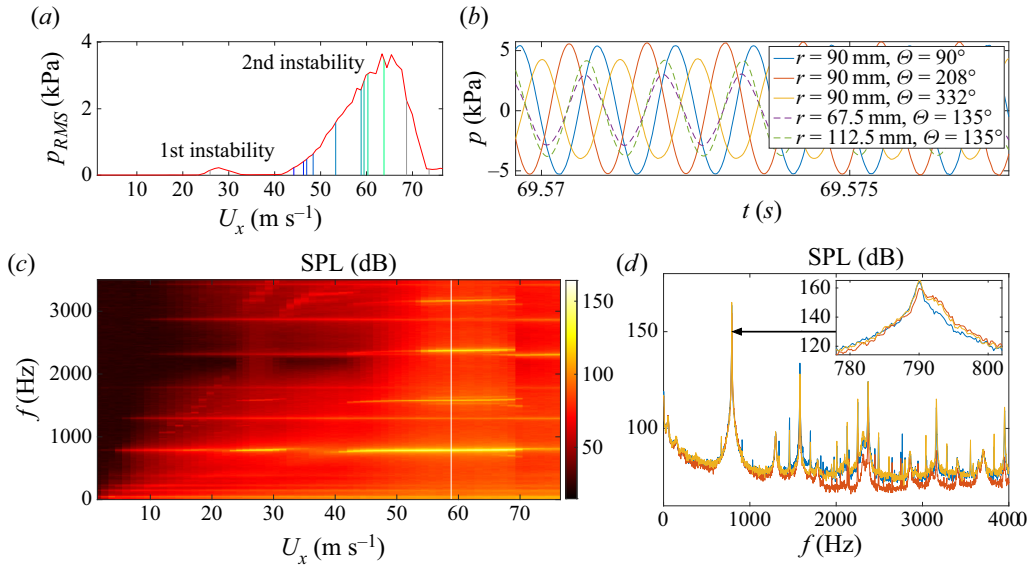 (a)
4
2nd instability
2
1st instability
0
p_RMS (kPa)
10 20 30 40 50 60 70
U_x (m s⁻¹)
(b)
5
0
−5
p (kPa)
r = 90 mm, Θ = 90°
r = 90 mm, Θ = 208°
r = 90 mm, Θ = 332°
r = 67.5 mm, Θ = 135°
r = 112.5 mm, Θ = 135°
69.57 69.575
t (s)
(c)
SPL (dB)
3000
2000
1000
0
f (Hz)
150
100
50
10 20 30 40 50 60 70
U_x (m s⁻¹)
(d)
SPL (dB)
150
100
160
140
120
780 790 802
0 1000 2000 3000 4000
f (Hz)